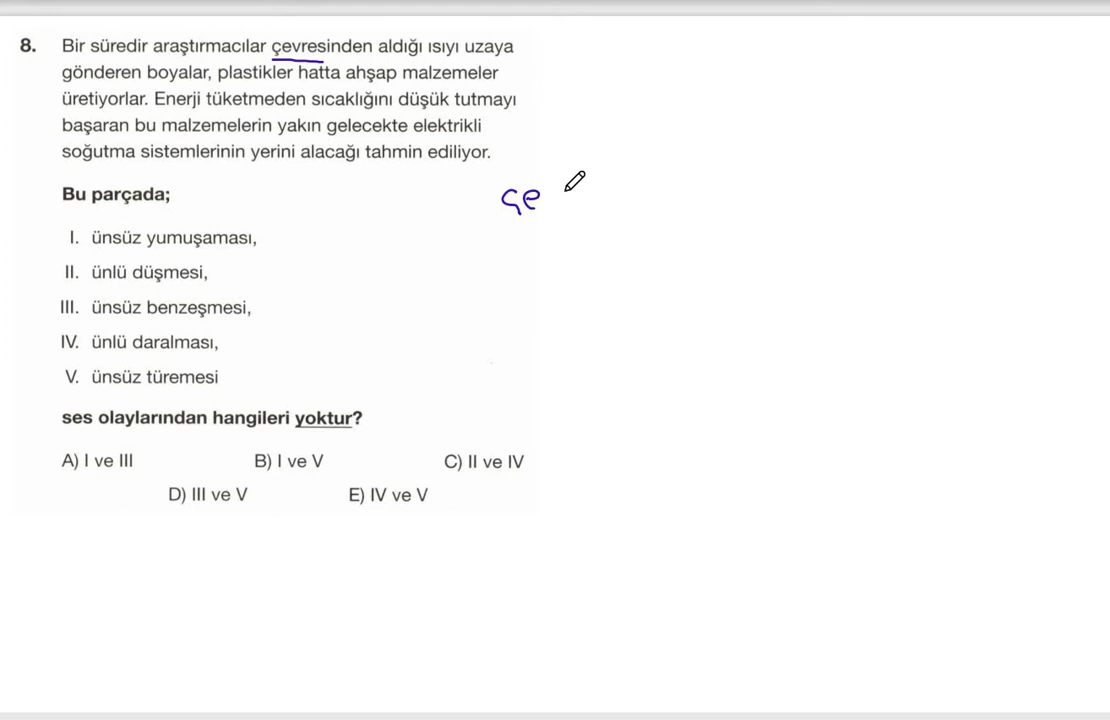 8. Bir süredir araştırmacılar çevresinden aldığı ısıyı uzaya
gönderen boyalar, plastikler hatta ahşap malzemeler
üretiyorlar. Enerji tüketmeden sıcaklığını düşük tutmayı
başaran bu malzemelerin yakın gelecekte elektrikli
soğutma sistemlerinin yerini alacağı tahmin ediliyor.
Bu parçada;
çe
I. ünsüz yumuşaması,
II. ünlü düşmesi,
III. ünsüz benzeşmesi,
IV. ünlü daralması,
V. ünsüz türemesi
ses olaylarından hangileri yoktur?
A) I ve III B) I ve V C) II ve IV
D) III ve V E) IV ve V